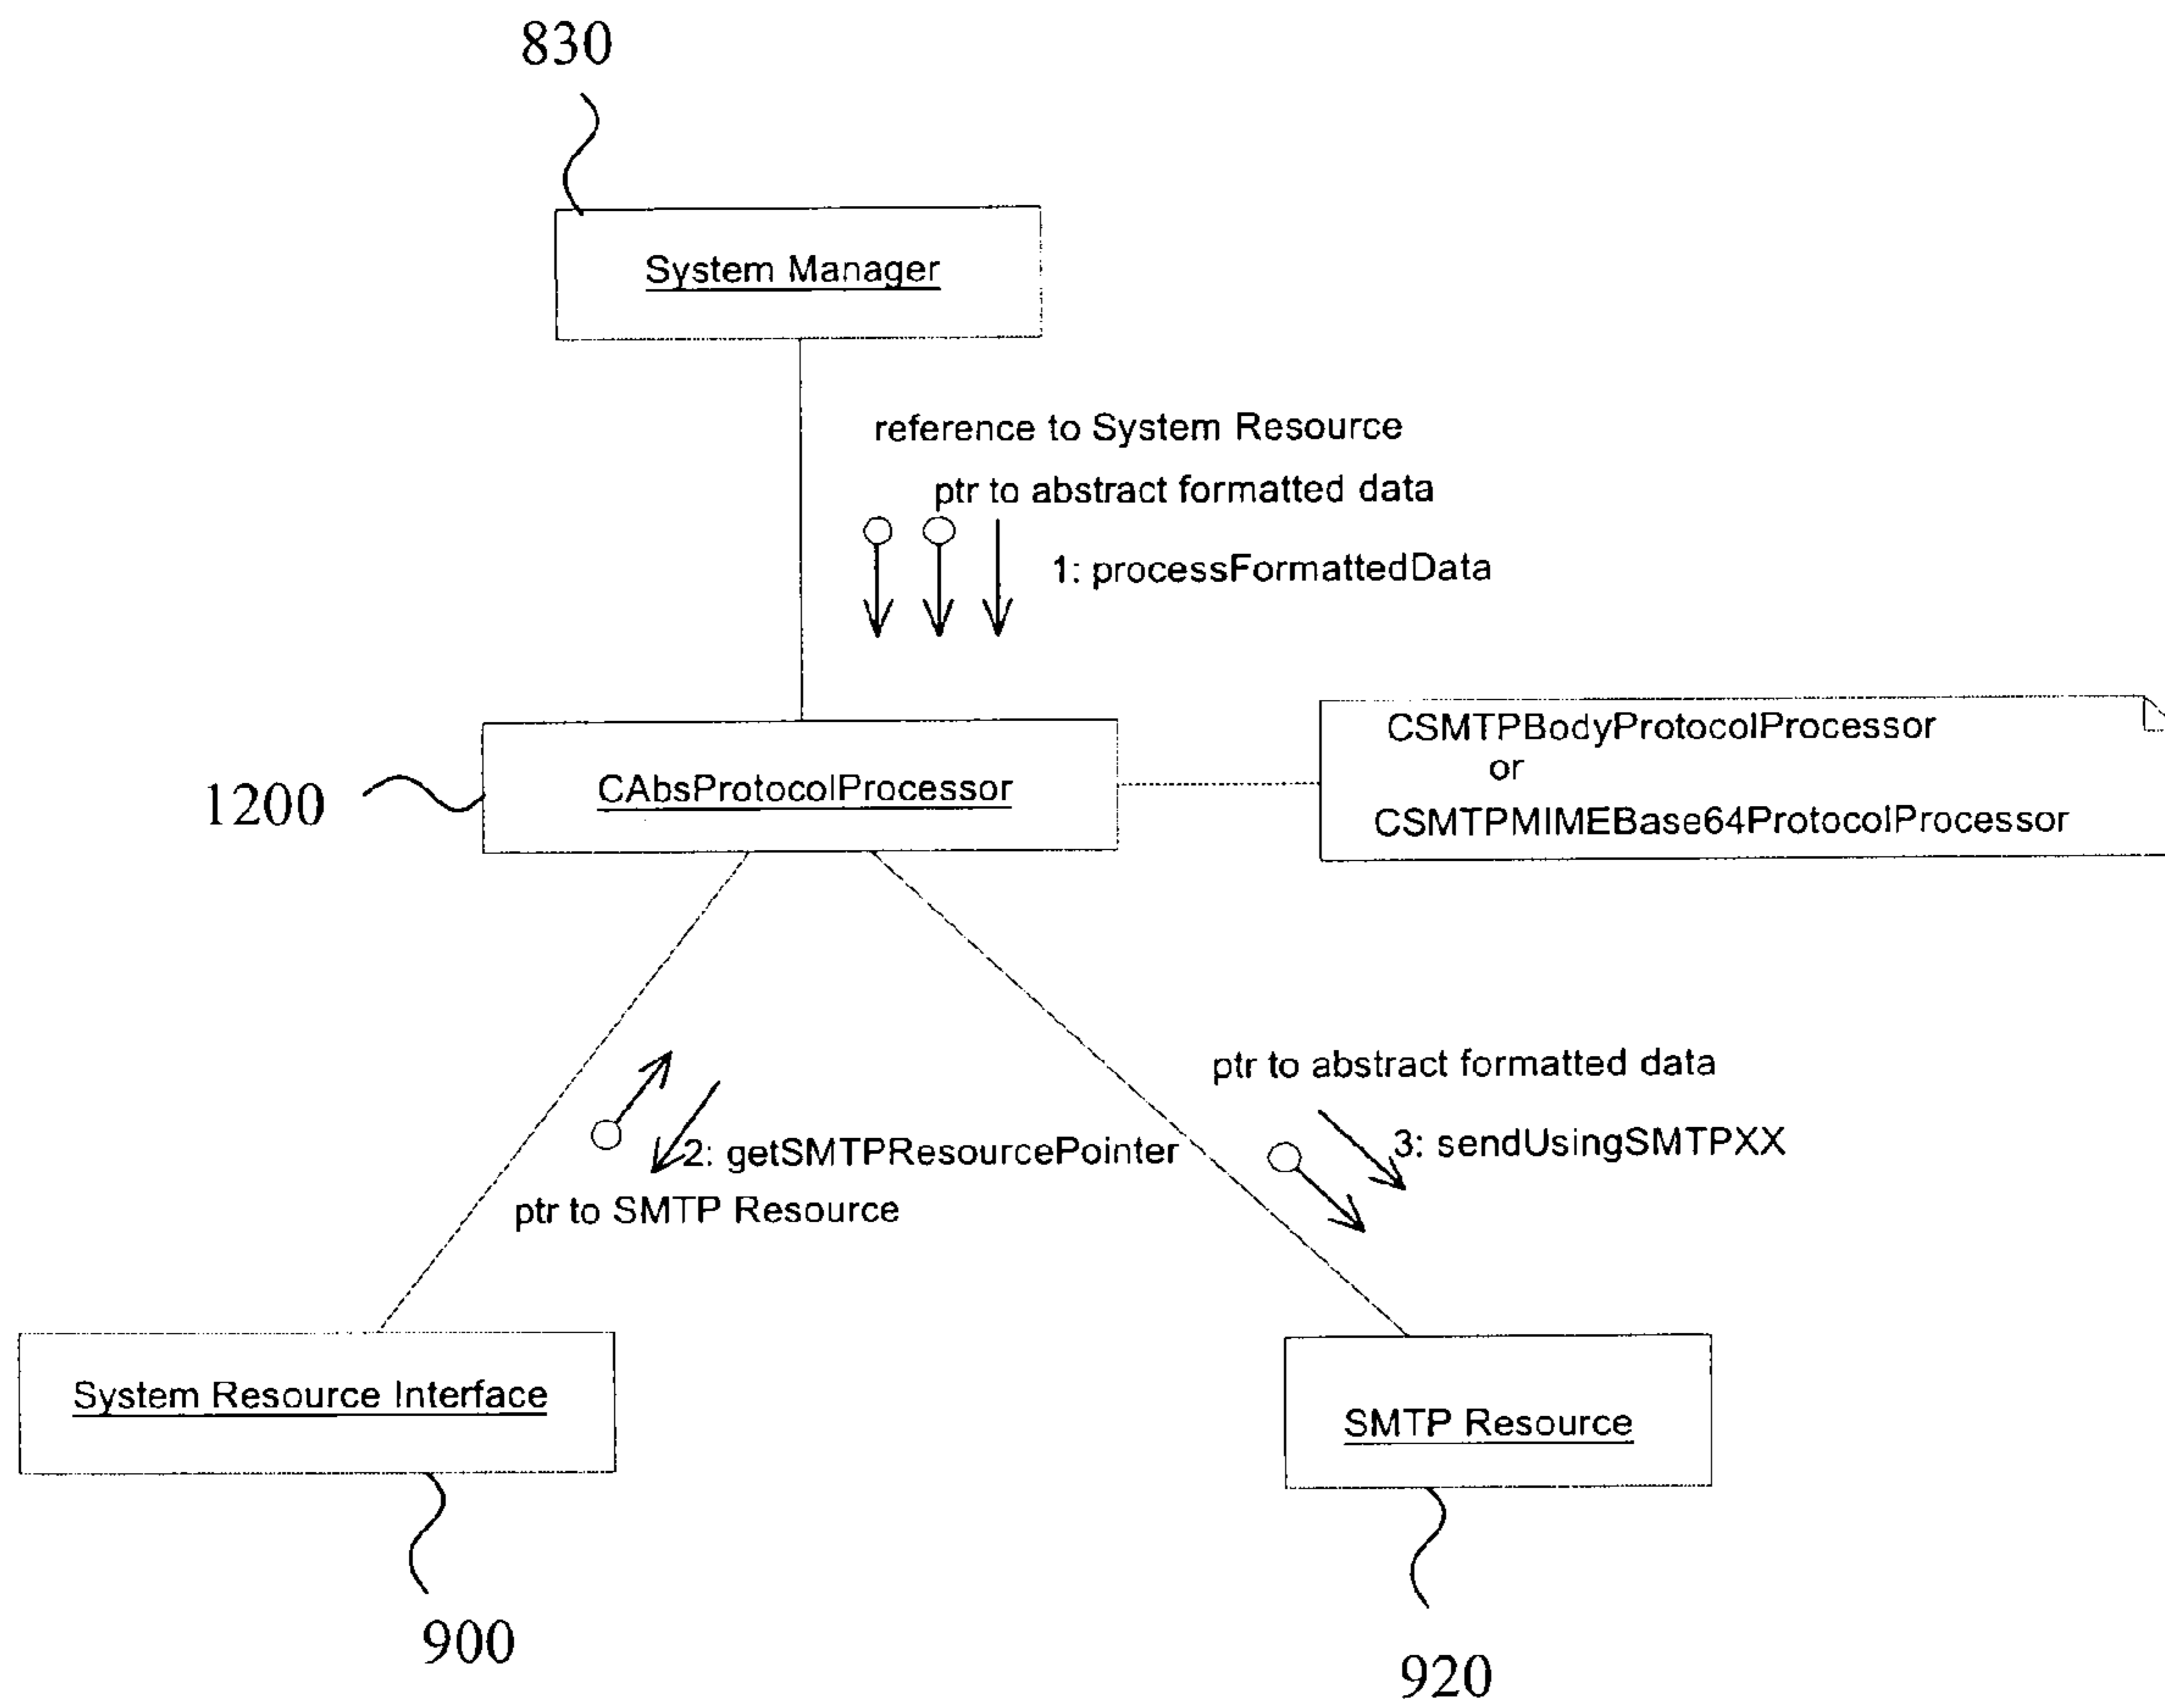 830
System Manager
reference to System Resource
ptr to abstract formatted data
1: processFormattedData
CSMTPBodyProtocolProcessor
or
CSMTPMIMEBase64ProtocolProcessor
CAbsProtocolProcessor
1200
ptr to abstract formatted data
3: sendUsingSMTPXX
2: getSMTPResourcePointer
ptr to SMTP Resource
System Resource Interface
SMTP Resource
900
920